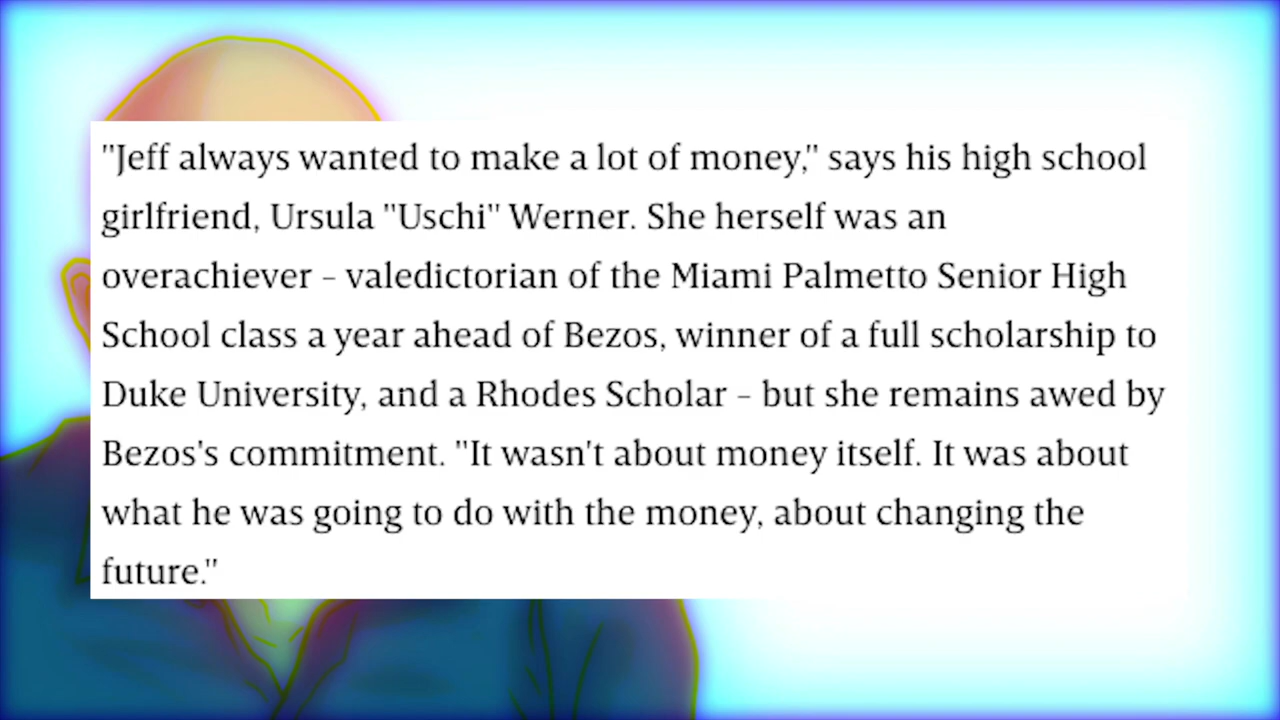 "Jeff always wanted to make a lot of money," says his high school
girlfriend, Ursula "Uschi" Werner. She herself was an
overachiever – valedictorian of the Miami Palmetto Senior High
School class a year ahead of Bezos, winner of a full scholarship to
Duke University, and a Rhodes Scholar – but she remains awed by
Bezos's commitment. "It wasn't about money itself. It was about
what he was going to do with the money, about changing the
future."